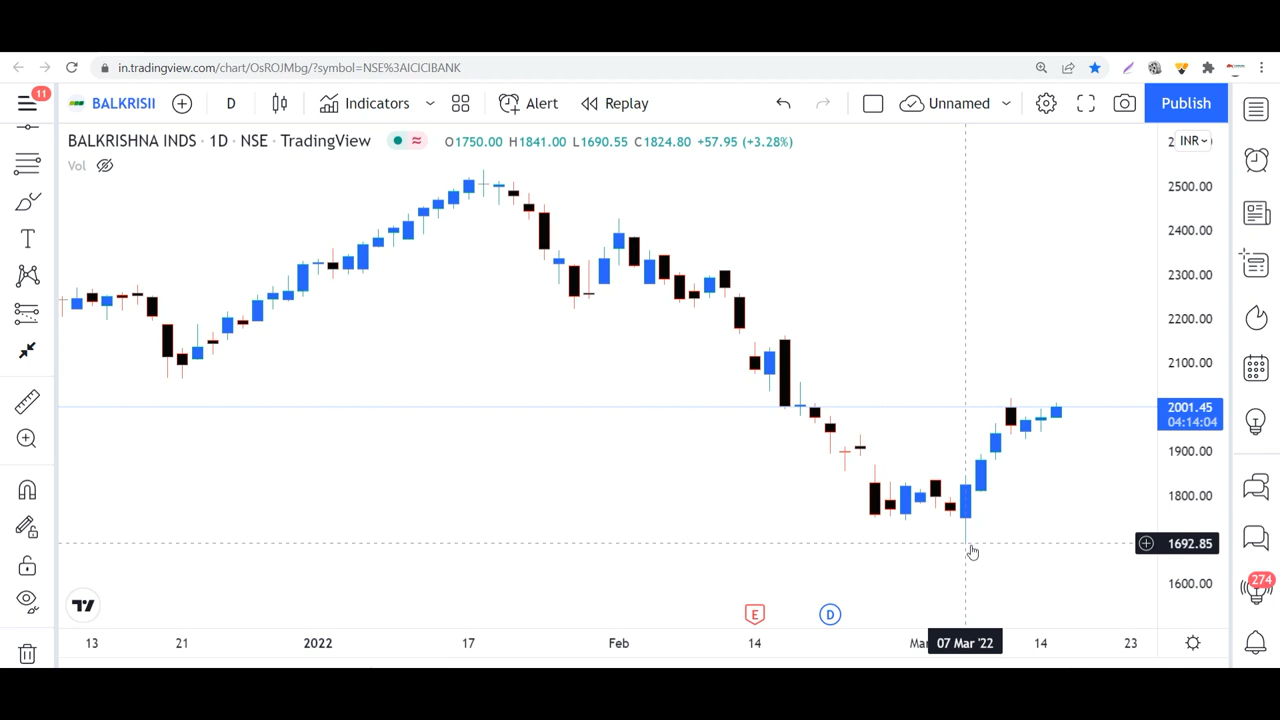 in.tradingview.com/chart/OsROJMbg/?symbol=NSE%3AICICIBANK
11
BALKRISII
D
Indicators
Alert
Replay
Unnamed
Publish
BALKRISHNA INDS · 1D · NSE · TradingView
O1750.00 H1841.00 L1690.55 C1824.80 +57.95 (+3.28%)
INR
Vol
2500.00
2400.00
2300.00
2200.00
2100.00
2001.45
04:14:04
1900.00
1800.00
1692.85
1600.00
274
E
D
13
21
2022
17
Feb
14
07 Mar '22
14
23